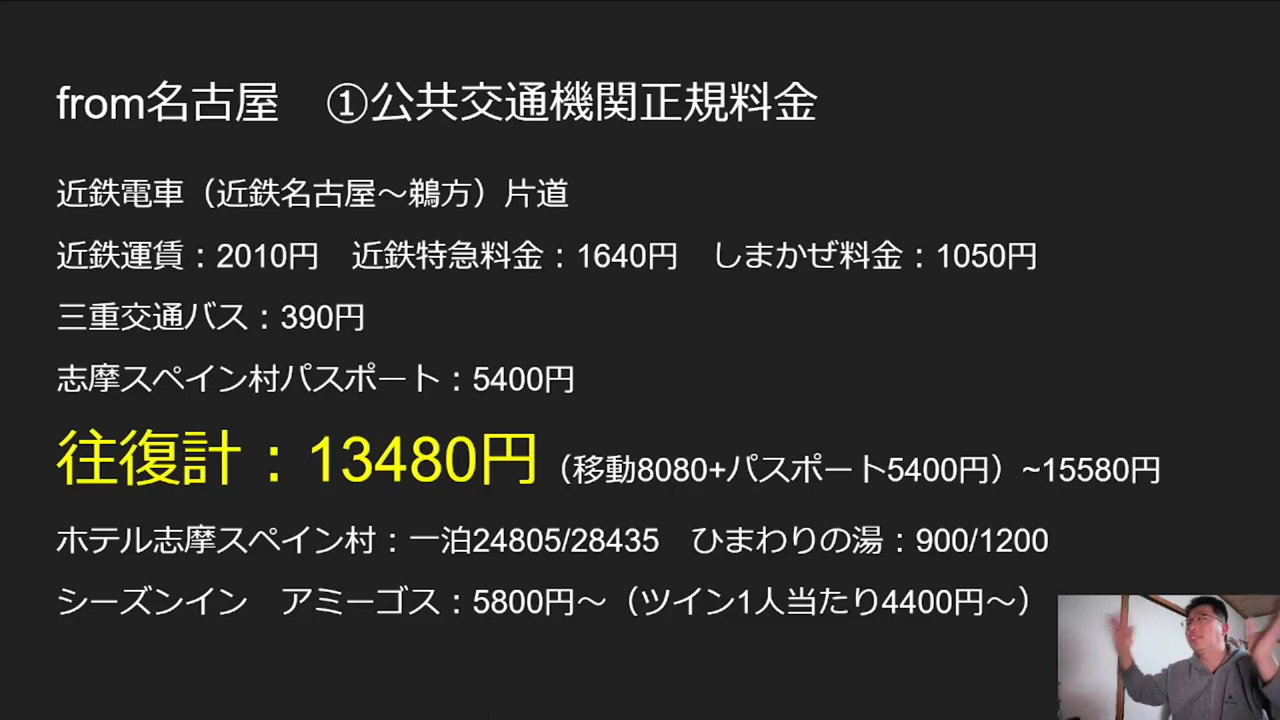 from名古屋　①公共交通機関正規料金
近鉄電車（近鉄名古屋～鵜方）片道
近鉄運賃：2010円　近鉄特急料金：1640円　しまかぜ料金：1050円
三重交通バス：390円
志摩スペイン村パスポート：5400円
往復計：13480円（移動8080+パスポート5400円）~15580円
ホテル志摩スペイン村：一泊24805/28435　ひまわりの湯：900/1200
シーズンイン　アミーゴス：5800円～（ツイン1人当たり4400円～）